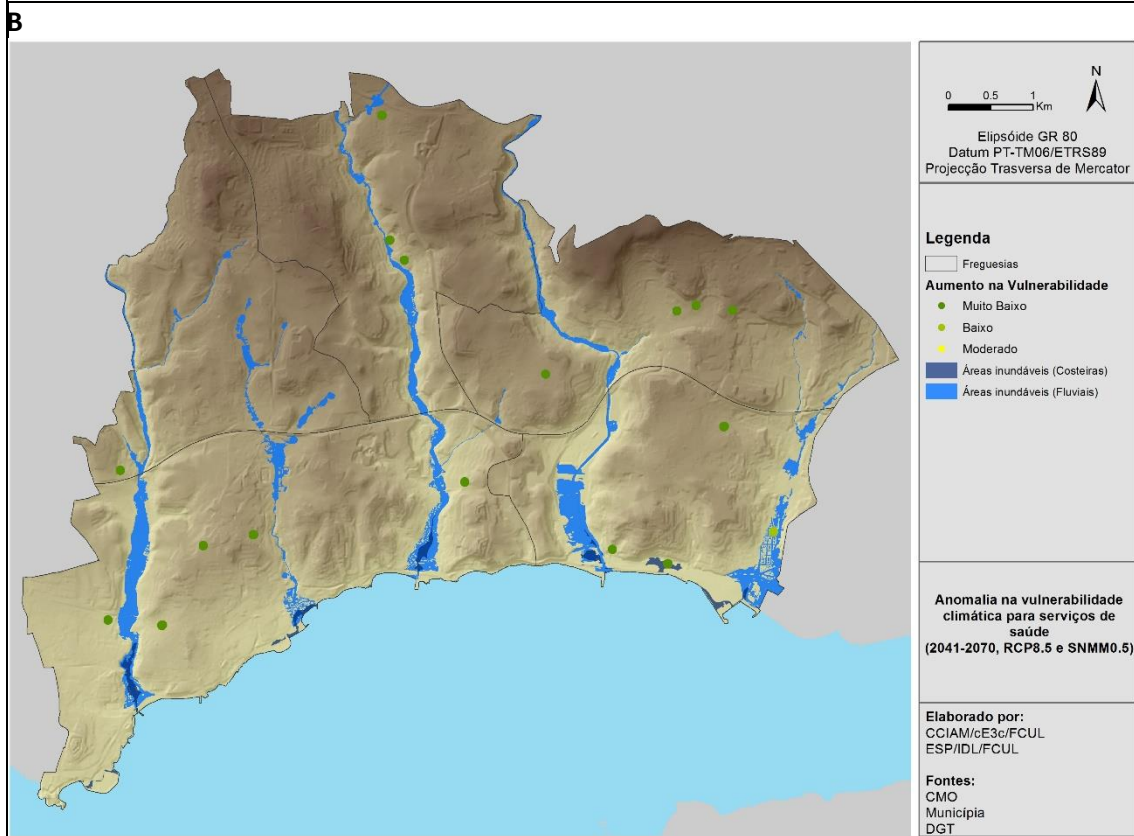 B
N
0 0.5 1
Km
Elipsóide GR 80
Datum PT-TM06/ETRS89
Projecção Trasversa de Mercator
Legenda
Freguesias
Aumento na Vulnerabilidade
Muito Baixo
Baixo
Moderado
Áreas inundáveis (Costeiras)
Áreas inundáveis (Fluviais)
Anomalia na vulnerabilidade
climática para serviços de
saúde
(2041-2070, RCP8.5 e SNMM0.5)
Elaborado por:
CCIAM/cE3c/FCUL
ESP/IDL/FCUL
Fontes:
CMO
Município
DGT